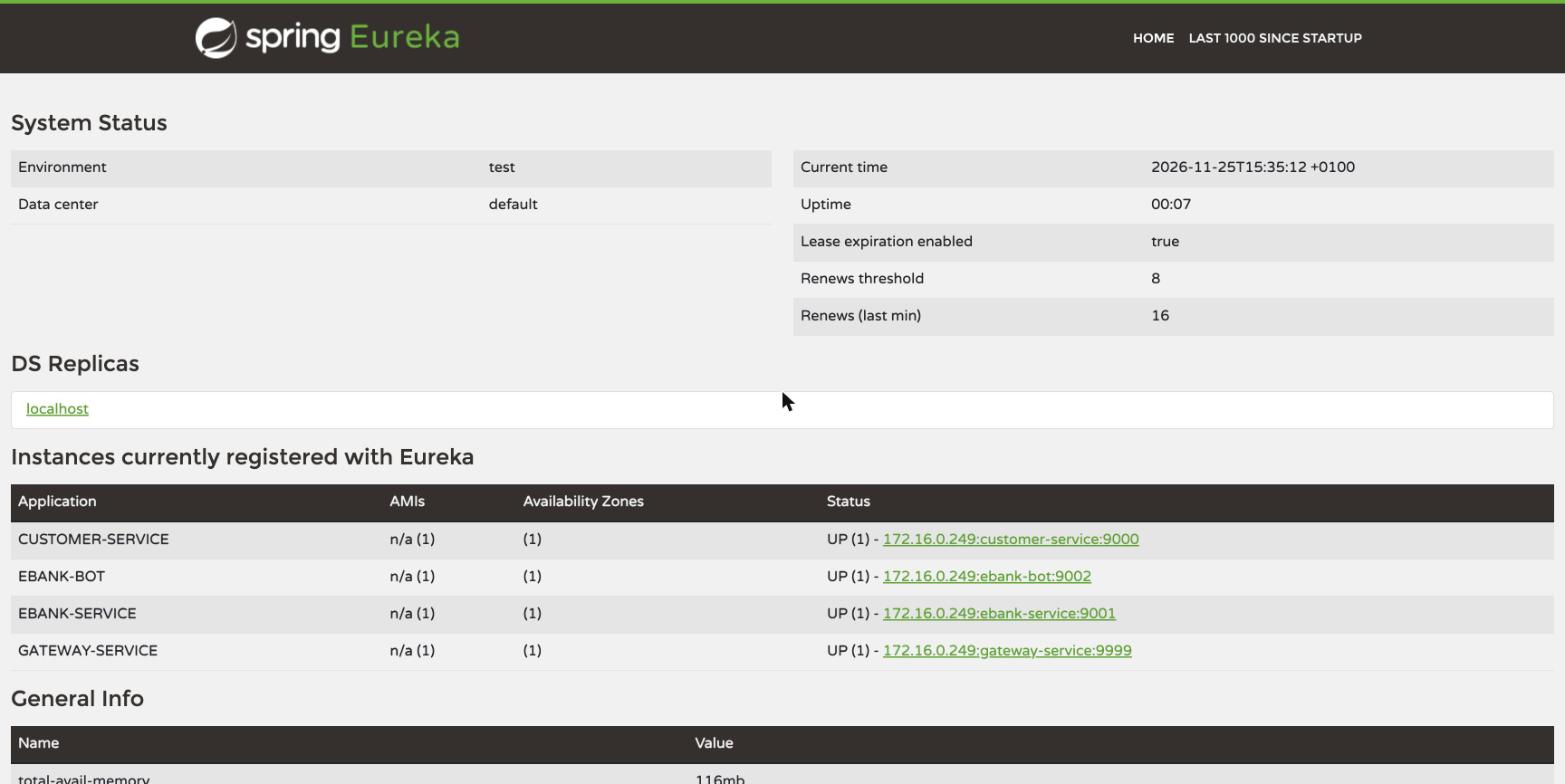 spring Eureka
HOME LAST 1000 SINCE STARTUP
System Status
Environment test
Data center default
Current time 2026-11-25T15:35:12 +0100
Uptime 00:07
Lease expiration enabled true
Renews threshold 8
Renews (last min) 16
DS Replicas
localhost
Instances currently registered with Eureka
Application AMIs Availability Zones Status
CUSTOMER-SERVICE n/a (1) (1) UP (1) - 172.16.0.249:customer-service:9000
EBANK-BOT n/a (1) (1) UP (1) - 172.16.0.249:ebank-bot:9002
EBANK-SERVICE n/a (1) (1) UP (1) - 172.16.0.249:ebank-service:9001
GATEWAY-SERVICE n/a (1) (1) UP (1) - 172.16.0.249:gateway-service:9999
General Info
Name Value
total-avail-memory 116mb